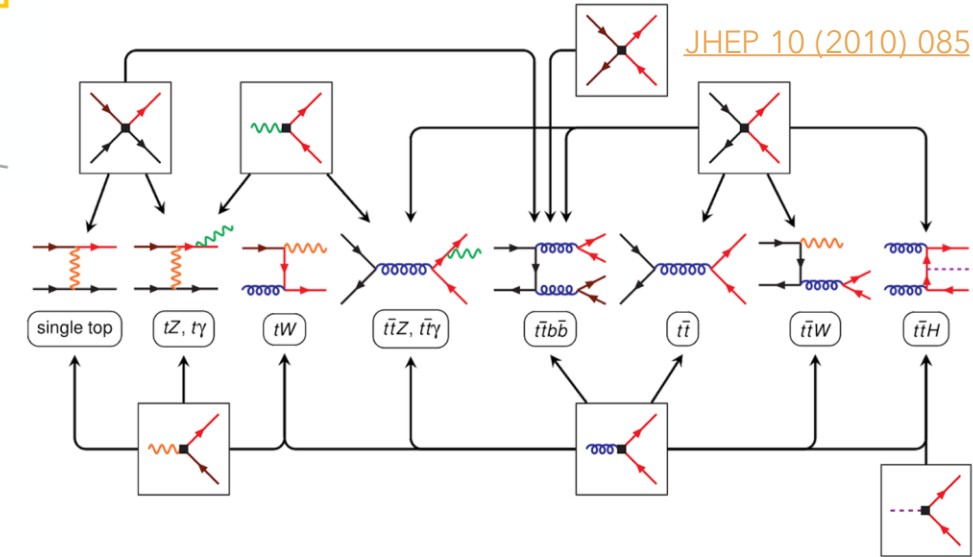 JHEP 10 (2010) 085
single top
tZ, tγ
tW
tt̄Z, tt̄γ
tt̄bb̄
tt̄
tt̄W
tt̄H